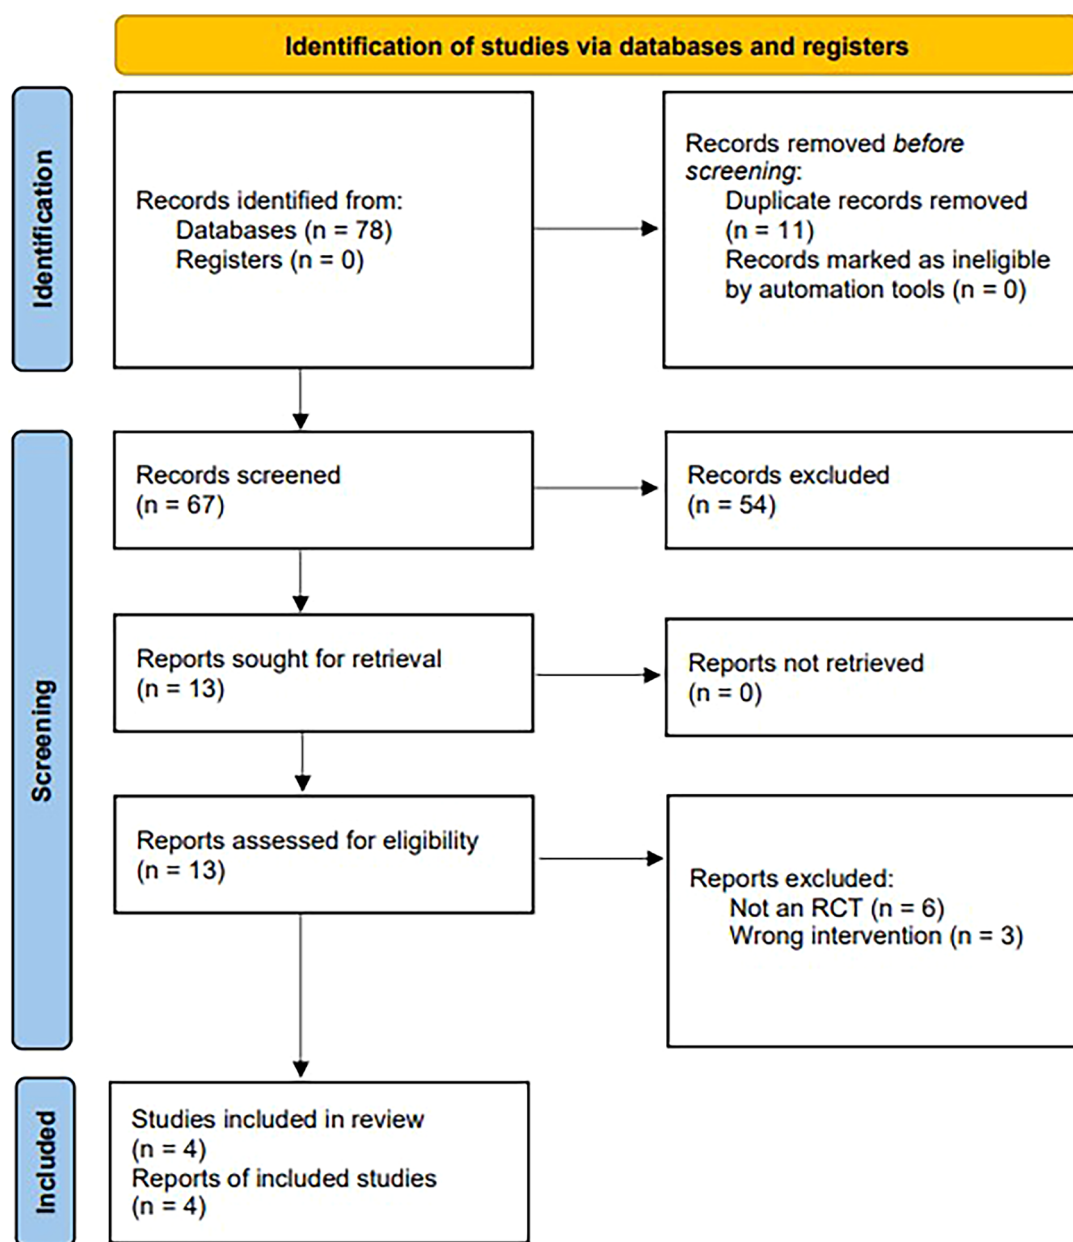 Identification of studies via databases and registers
Identification
Records identified from:
Databases (n = 78)
Registers (n = 0)
Records removed before
screening:
Duplicate records removed
(n = 11)
Records marked as ineligible
by automation tools (n = 0)
Screening
Records screened
(n = 67)
Records excluded
(n = 54)
Reports sought for retrieval
(n = 13)
Reports not retrieved
(n = 0)
Reports assessed for eligibility
(n = 13)
Reports excluded:
Not an RCT (n = 6)
Wrong intervention (n = 3)
Included
Studies included in review
(n = 4)
Reports of included studies
(n = 4)